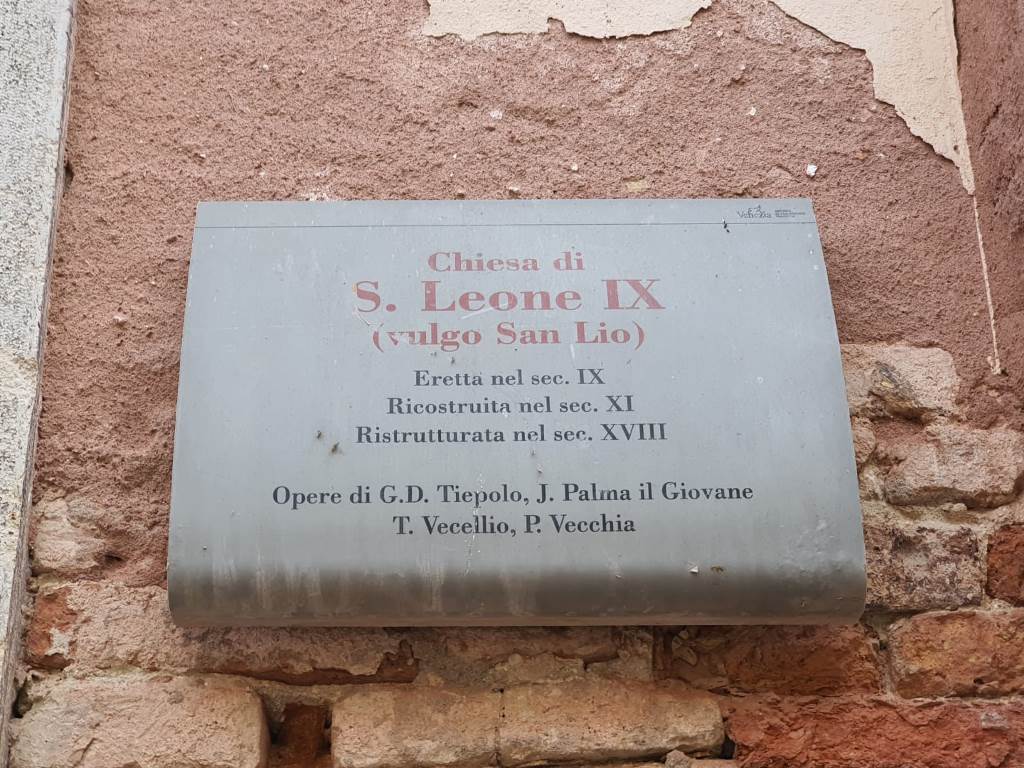 Venezia
Chiesa di
S. Leone IX
(vulgo San Lio)
Eretta nel sec. IX
Ricostruita nel sec. XI
Ristrutturata nel sec. XVIII
Opere di G.D. Tiepolo, J. Palma il Giovane
T. Vecellio, P. Vecchia